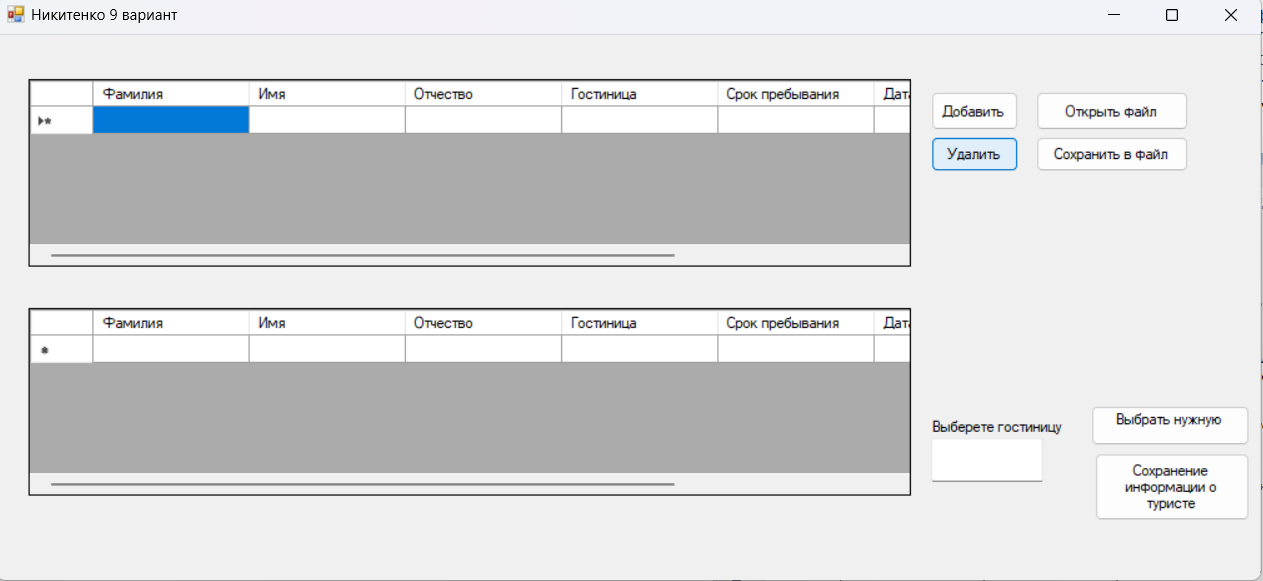 Никитенко 9 вариант
Фамилия Имя Отчество Гостиница Срок пребывания Дата
Добавить Открыть файл
Удалить Сохранить в файл
Фамилия Имя Отчество Гостиница Срок пребывания Дата
Выберете гостиницу
Выбрать нужную
Сохранение
информации о
туристе